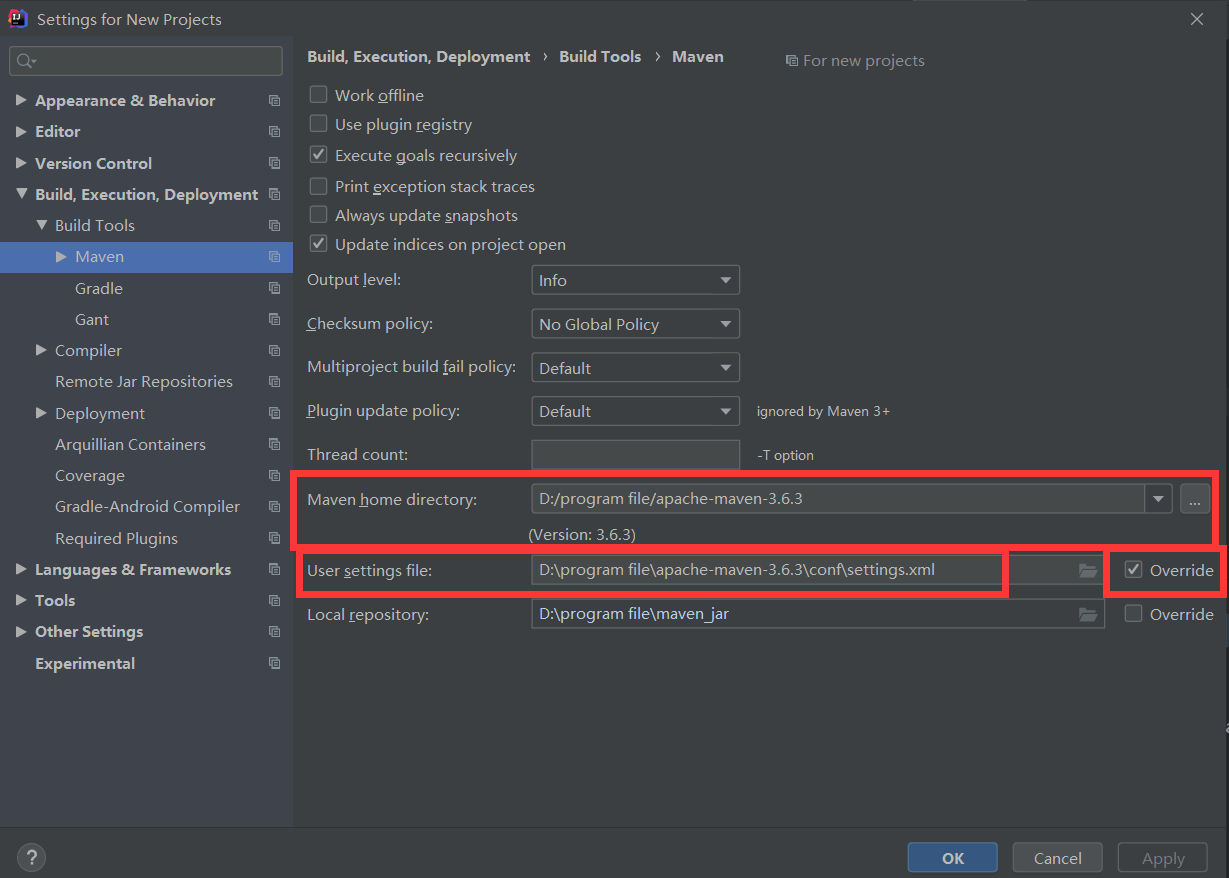 Settings for New Projects
Build, Execution, Deployment › Build Tools › Maven For new projects
Appearance & Behavior
Editor
Version Control
Build, Execution, Deployment
Build Tools
Maven
Gradle
Gant
Compiler
Remote Jar Repositories
Deployment
Arquillian Containers
Coverage
Gradle-Android Compiler
Required Plugins
Languages & Frameworks
Tools
Other Settings
Experimental
Work offline
Use plugin registry
Execute goals recursively
Print exception stack traces
Always update snapshots
Update indices on project open
Output level: Info
Checksum policy: No Global Policy
Multiproject build fail policy: Default
Plugin update policy: Default ignored by Maven 3+
Thread count: -T option
Maven home directory: D:/program file/apache-maven-3.6.3 ...
(Version: 3.6.3)
User settings file: D:\program file\apache-maven-3.6.3\conf\settings.xml Override
Local repository: D:\program file\maven_jar Override
? OK Cancel Apply